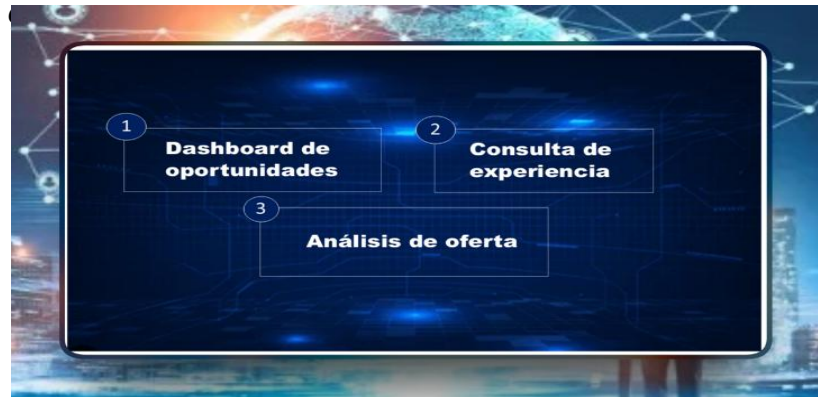 1
Dashboard de
oportunidades
2
Consulta de
experiencia
3
Análisis de oferta